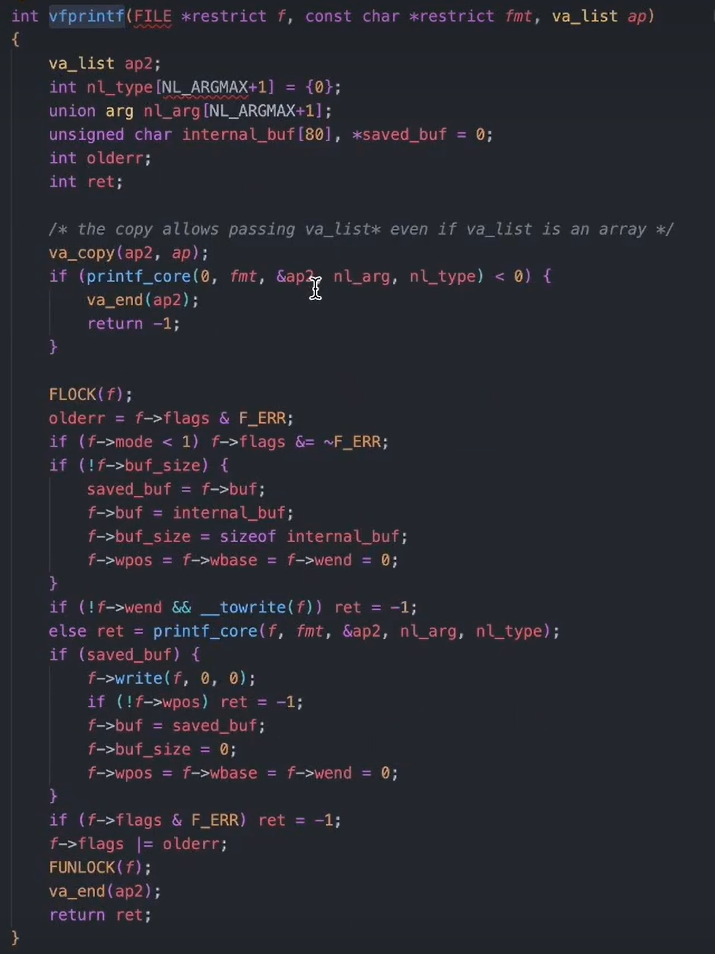 int vfprintf(FILE *restrict f, const char *restrict fmt, va_list ap)
{
    va_list ap2;
    int nl_type[NL_ARGMAX+1] = {0};
    union arg nl_arg[NL_ARGMAX+1];
    unsigned char internal_buf[80], *saved_buf = 0;
    int olderr;
    int ret;

    /* the copy allows passing va_list* even if va_list is an array */
    va_copy(ap2, ap);
    if (printf_core(0, fmt, &ap2, nl_arg, nl_type) < 0) {
        va_end(ap2);
        return -1;
    }

    FLOCK(f);
    olderr = f->flags & F_ERR;
    if (f->mode < 1) f->flags &= ~F_ERR;
    if (!f->buf_size) {
        saved_buf = f->buf;
        f->buf = internal_buf;
        f->buf_size = sizeof internal_buf;
        f->wpos = f->wbase = f->wend = 0;
    }
    if (!f->wend && __towrite(f)) ret = -1;
    else ret = printf_core(f, fmt, &ap2, nl_arg, nl_type);
    if (saved_buf) {
        f->write(f, 0, 0);
        if (!f->wpos) ret = -1;
        f->buf = saved_buf;
        f->buf_size = 0;
        f->wpos = f->wbase = f->wend = 0;
    }
    if (f->flags & F_ERR) ret = -1;
    f->flags |= olderr;
    FUNLOCK(f);
    va_end(ap2);
    return ret;
}